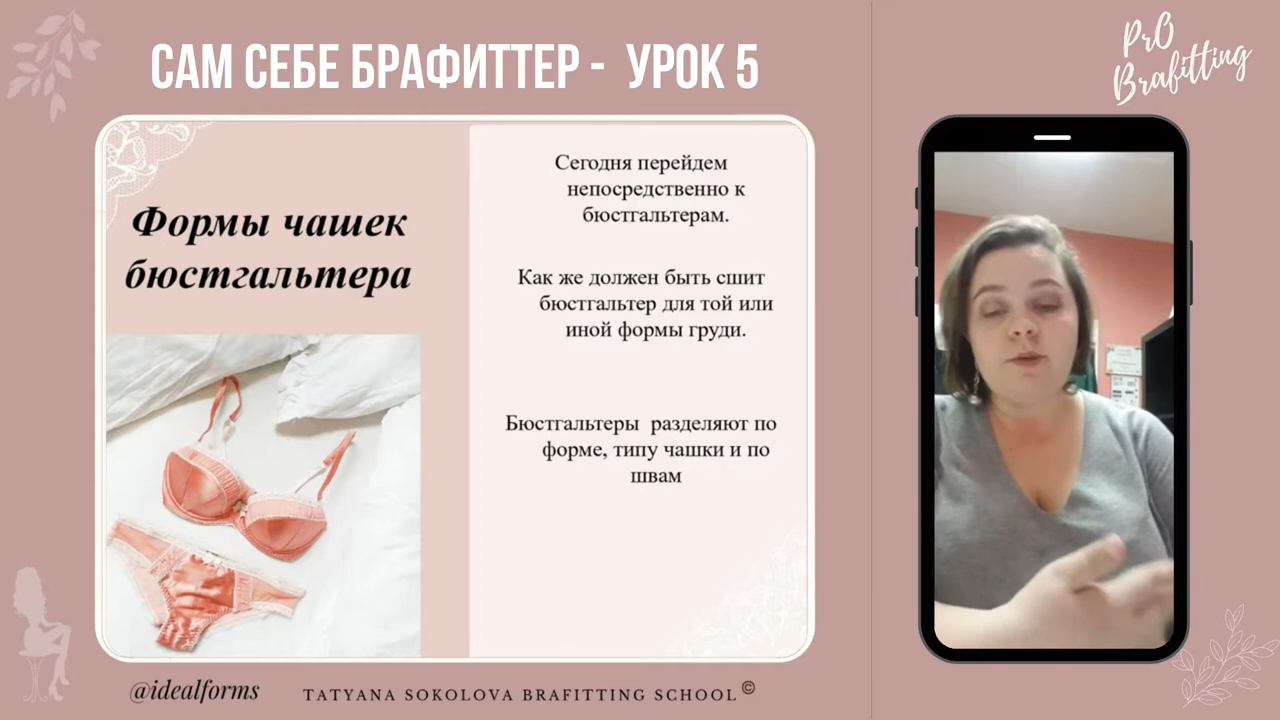 САМ СЕБЕ БРАФИТТЕР - УРОК 5
PrO
Brafitting
Формы чашек
бюстгальтера
Сегодня перейдем
непосредственно к
бюстгальтерам.
Как же должен быть сшит
бюстгальтер для той или
иной формы груди.
Бюстгальтеры разделяют по
форме, типу чашки и по
швам
@idealforms
TATYANA SOKOLOVA BRAFITTING SCHOOL©